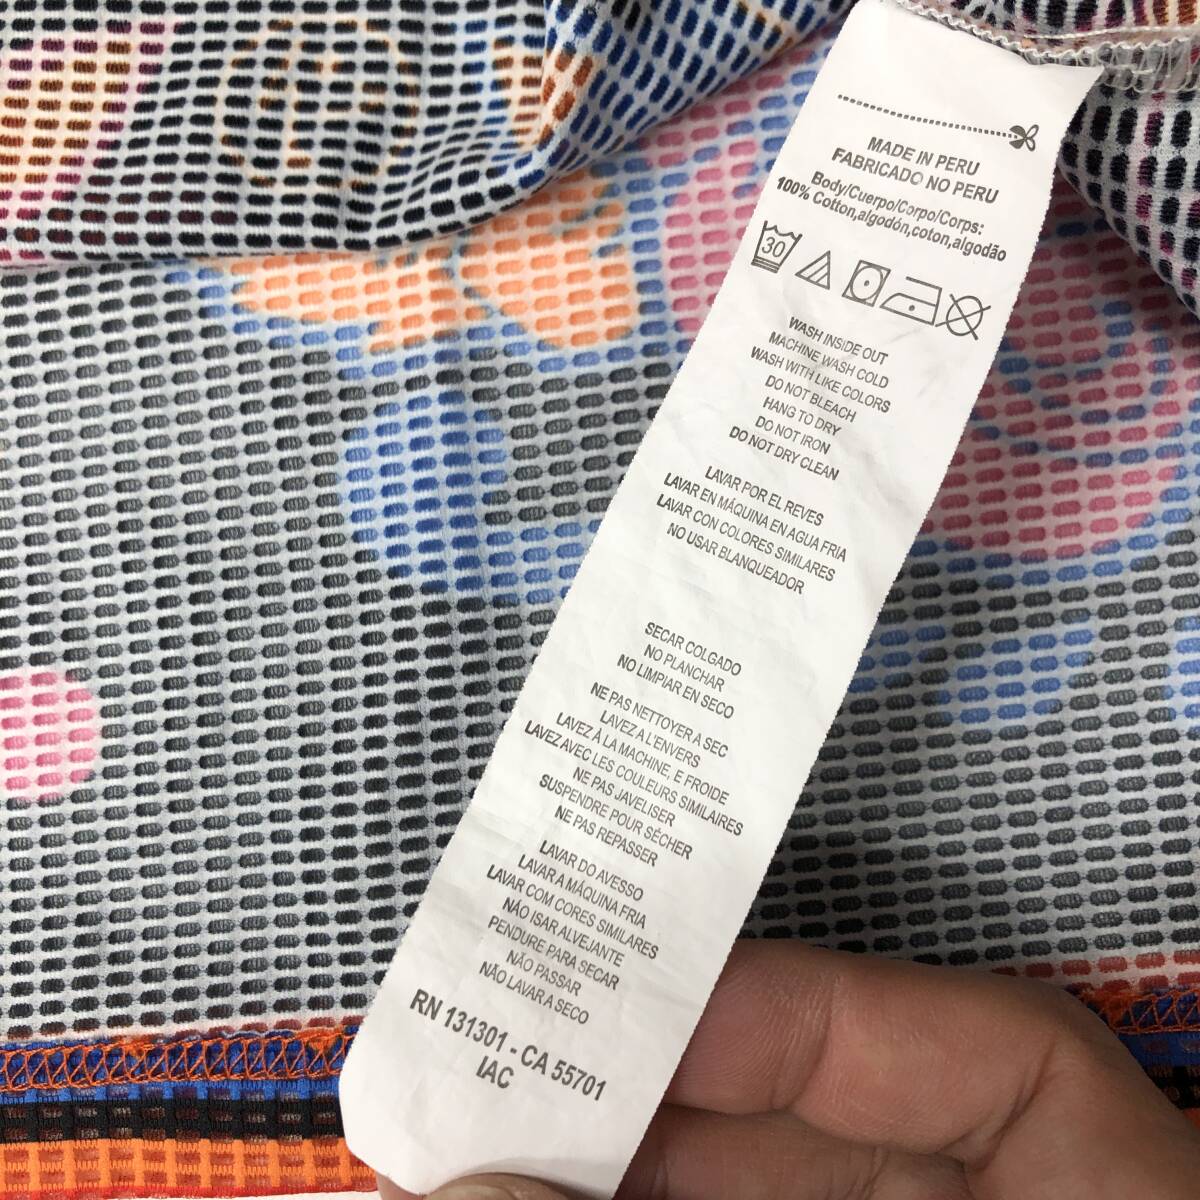 MADE IN PERU
FABRICADO NO PERU
Body/Cuerpo/Corpo/Corps:
100% Cotton,algodón,coton,algodão
30
WASH INSIDE OUT
MACHINE WASH COLD
WASH WITH LIKE COLORS
DO NOT BLEACH
HANG TO DRY
DO NOT IRON
DO NOT DRY CLEAN
LAVAR POR EL REVES
LAVAR EN MÁQUINA EN AGUA FRIA
LAVAR CON COLORES SIMILARES
NO USAR BLANQUEADOR
SECAR COLGADO
NO PLANCHAR
NO LIMPIAR EN SECO
NE PAS NETTOYER A SEC
LAVEZ A L'ENVERS
LAVEZ À LA MACHINE, E FROIDE
LAVEZ AVEC LES COULEURS SIMILAIRES
NE PAS JAVELISER
SUSPENDRE POUR SÉCHER
NE PAS REPASSER
LAVAR DO AVESSO
LAVAR A MÁQUINA FRIA
LAVAR COM CORES SIMILARES
NÃO ISAR ALVEJANTE
PENDURE PARA SECAR
NÃO PASSAR
NÃO LAVAR A SECO
RN 131301 - CA 55701
IAC